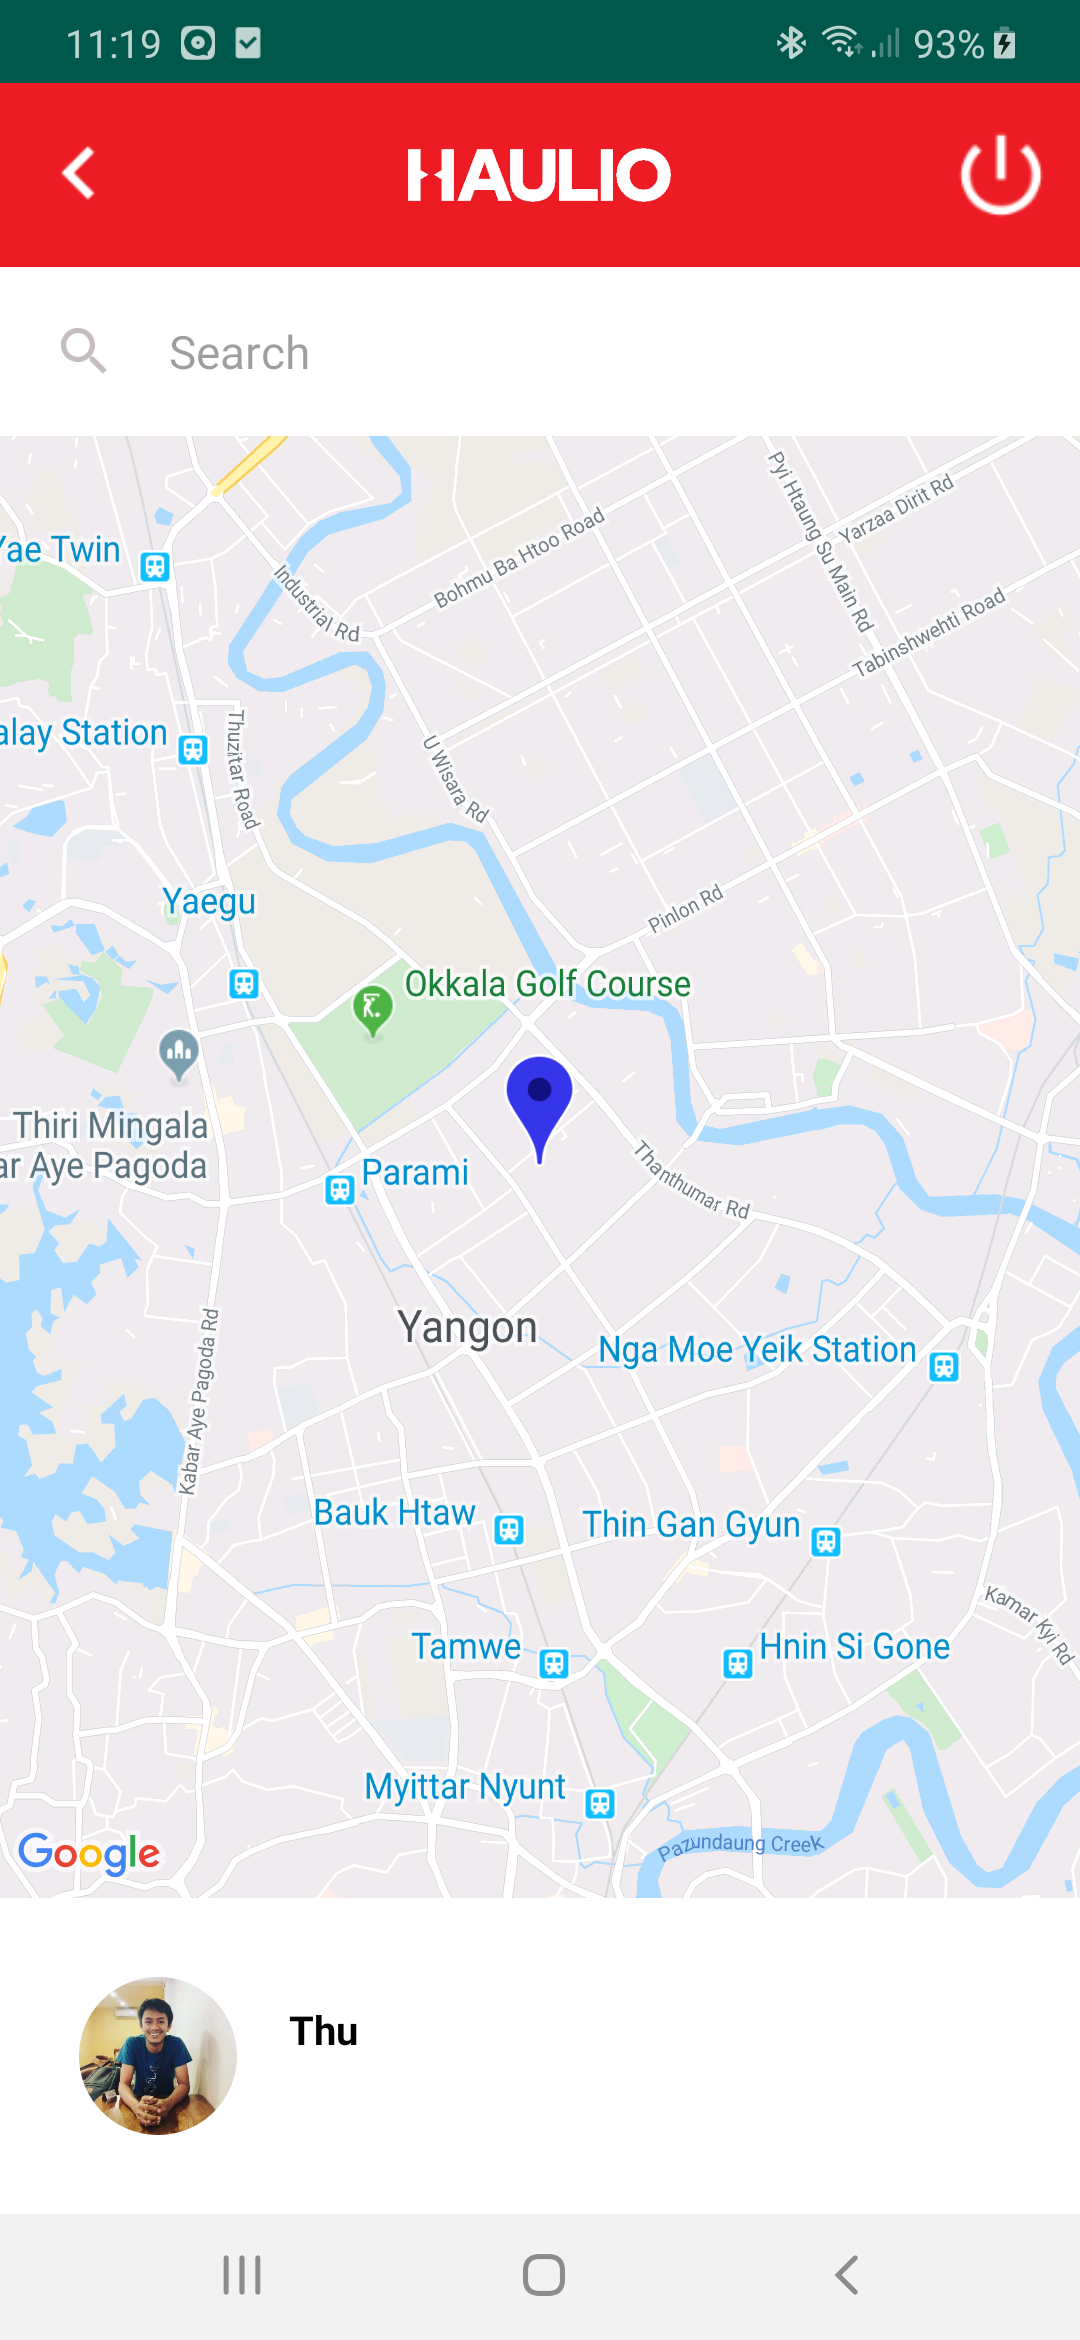 11:19
93%
HAULIO
Search
Pyi Htaung Su Main Rd
Yarzaa Dirit Rd
Bohmu Ba Htoo Road
Yae Twin
Industrial Rd
Tabinshwehti Road
Thuzitar Road
alay Station
U Wisara Rd
Yaegu
Pinlon Rd
Okkala Golf Course
Thiri Mingala
ar Aye Pagoda
Parami
Thanthumar Rd
Yangon
Nga Moe Yeik Station
Kabar Aye Pagoda Rd
Bauk Htaw
Thin Gan Gyun
Kamar Kyi Rd
Tamwe
Hnin Si Gone
Myittar Nyunt
Pazundaung Creek
Google
Thu